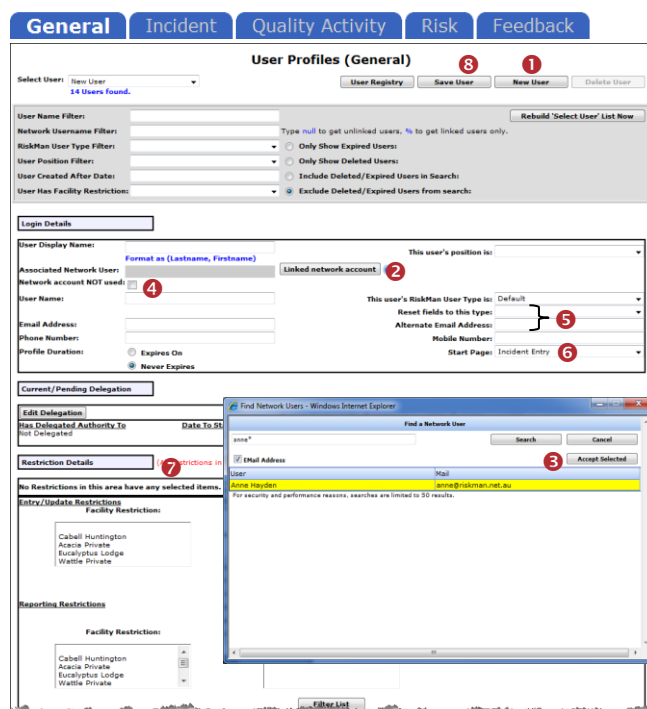 General Incident Quality Activity Risk Feedback
User Profiles (General)
8 1
Select User: New User User Registry Save User New User Delete User
14 Users found.
User Name Filter: Rebuild 'Select User' List Now
Network Username Filter: Type null to get unlinked users, % to get linked users only.
RiskMan User Type Filter: Only Show Expired Users:
User Position Filter: Only Show Deleted Users:
User Created After Date: Include Deleted/Expired Users in Search:
User Has Facility Restriction: Exclude Deleted/Expired Users from search:
Login Details
User Display Name: This user's position is:
Format as (Lastname, Firstname)
Associated Network User: Linked network account 2
Network account NOT used: 4
User Name: This user's RiskMan User Type is: Default
Reset fields to this type: 5
Email Address: Alternate Email Address:
Phone Number: Mobile Number:
Profile Duration: Expires On Start Page: Incident Entry 6
Never Expires
Current/Pending Delegation
Edit Delegation
Has Delegated Authority To Date To St
Not Delegated
Restriction Details 7 strictions in
No Restrictions in this area have any selected items.
Entry/Update Restrictions
Facility Restriction:
Cabell Huntington
Acacia Private
Eucalyptus Lodge
Wattle Private
Reporting Restrictions
Facility Restriction:
Cabell Huntington
Acacia Private
Eucalyptus Lodge
Wattle Private
Filter List
Find Network Users - Windows Internet Explorer
Find a Network User
anne* Search Cancel
EMail Address 3 Accept Selected
User Mail
Anne Hayden anne@riskman.net.au
For security and performance reasons, searches are limited to 50 results.